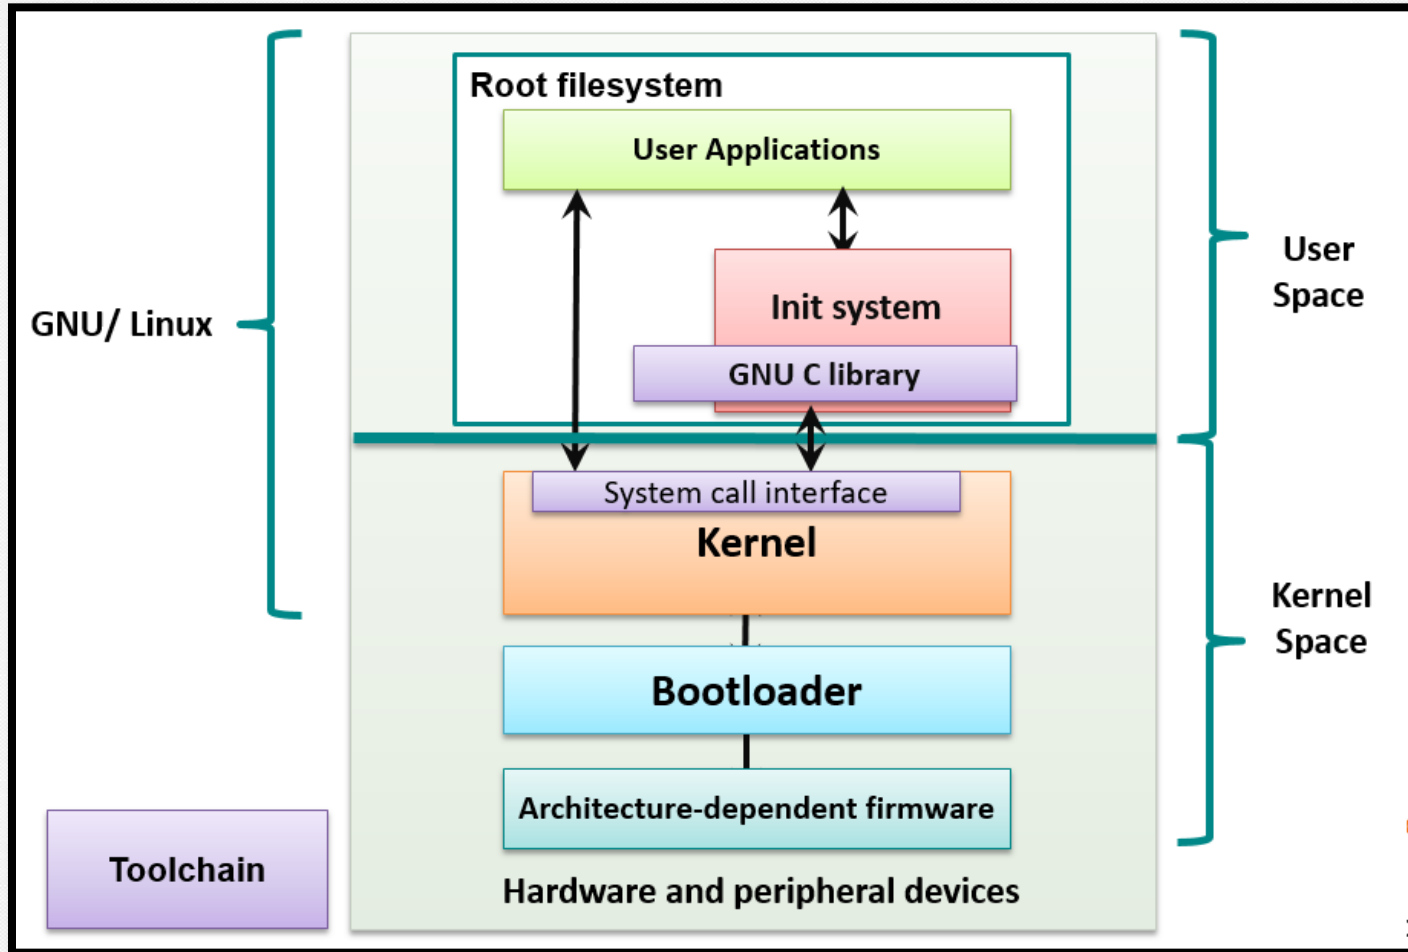 Root filesystem
User Applications
Init system
GNU C library
GNU/ Linux
User
Space
System call interface
Kernel
Kernel
Space
Bootloader
Architecture-dependent firmware
Toolchain
Hardware and peripheral devices